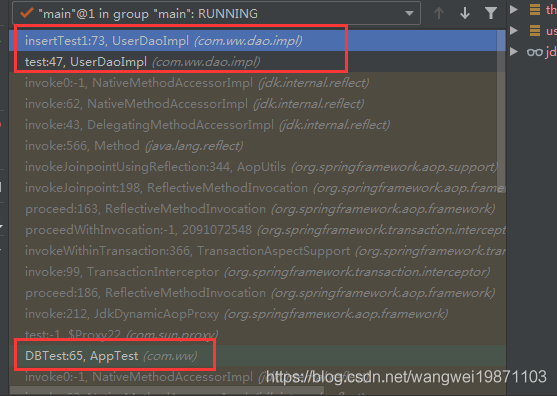 "main"@1 in group "main": RUNNING
insertTest1:73, UserDaoImpl (com.ww.dao.impl)
test:47, UserDaoImpl (com.ww.dao.impl)
invoke0:-1, NativeMethodAccessorImpl (jdk.internal.reflect)
invoke:62, NativeMethodAccessorImpl (jdk.internal.reflect)
invoke:43, DelegatingMethodAccessorImpl (jdk.internal.reflect)
invoke:566, Method (java.lang.reflect)
invokeJoinpointUsingReflection:344, AopUtils (org.springframework.aop.support)
invokeJoinpoint:198, ReflectiveMethodInvocation (org.springframework.aop.framew
proceed:163, ReflectiveMethodInvocation (org.springframework.aop.framework)
proceedWithInvocation:-1, 2091072548 (org.springframework.transaction.intercept
invokeWithinTransaction:366, TransactionAspectSupport (org.springframework.tra
invoke:99, TransactionInterceptor (org.springframework.transaction.interceptor)
proceed:186, ReflectiveMethodInvocation (org.springframework.aop.framework)
invoke:212, JdkDynamicAopProxy (org.springframework.aop.framework)
test:-1, $Proxy22 (com.sun.proxy)
DBTest:65, AppTest (com.ww)
invoke0:-1, NativeMethodAccessorImpl
th
us
jd
https://blog.csdn.net/wangwei19871103